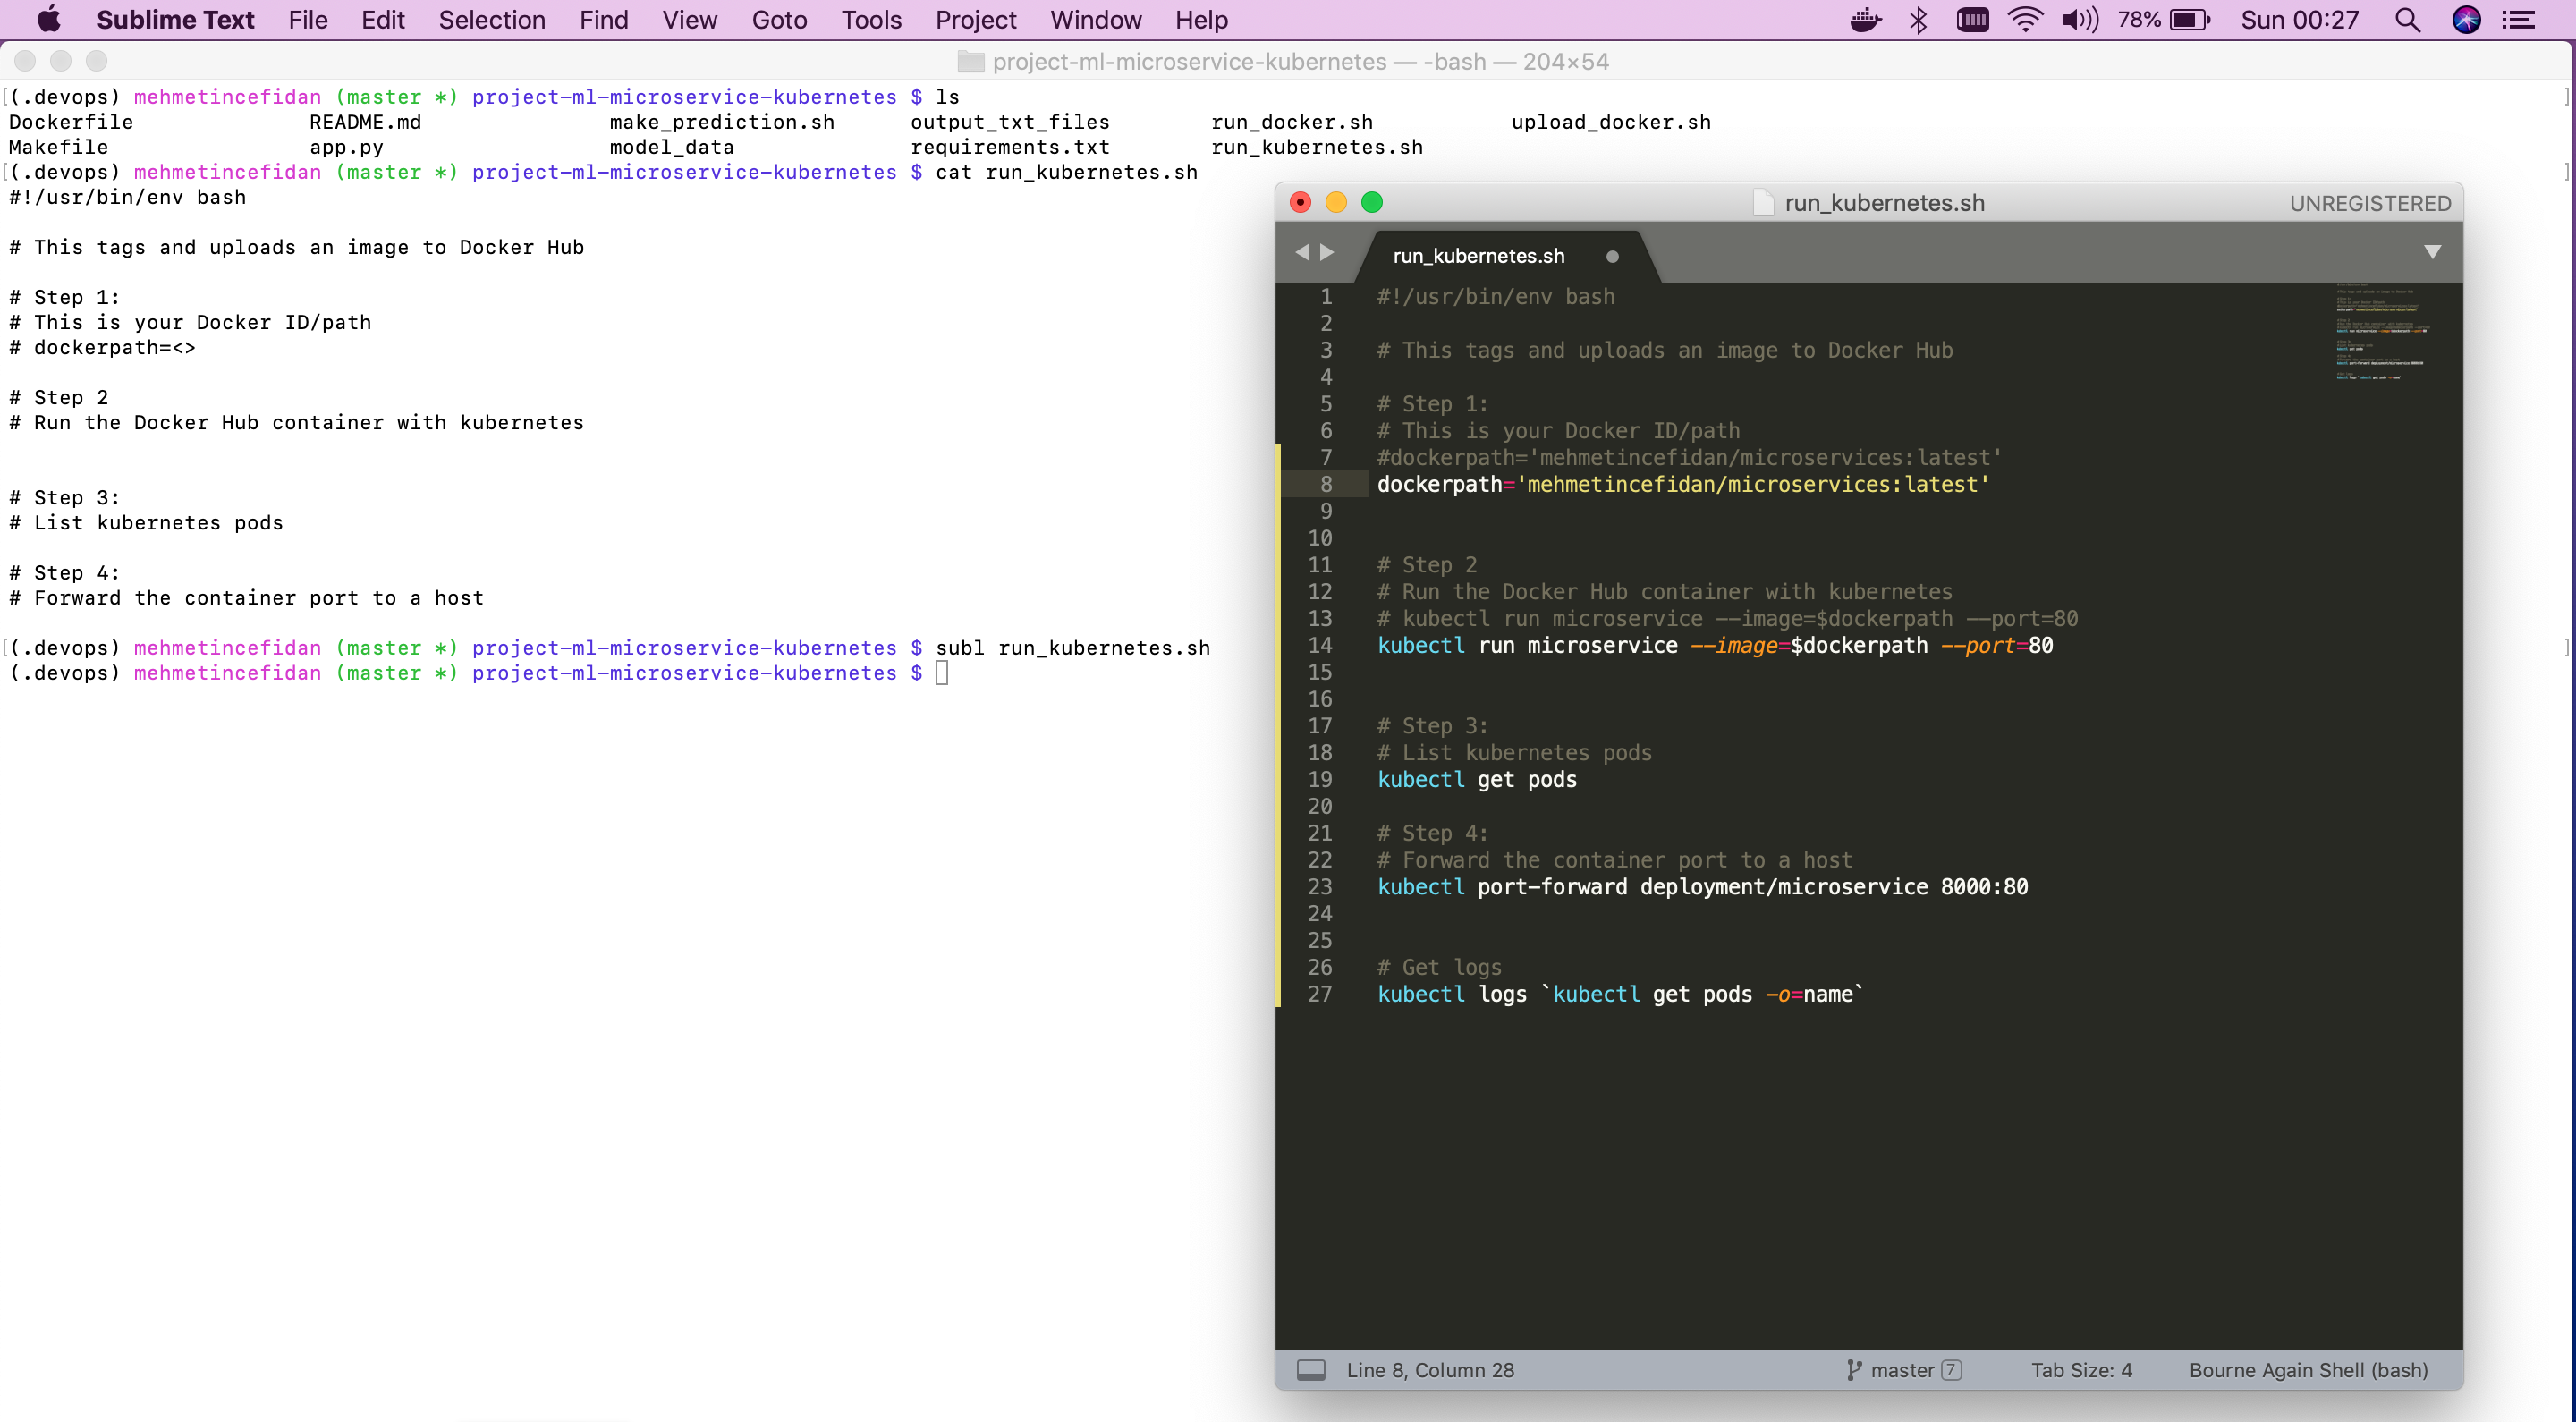 Sublime Text File Edit Selection Find View Goto Tools Project Window Help 78% Sun 00:27
project-ml-microservice-kubernetes — -bash — 204×54
[(.devops) mehmetincefidan (master *) project-ml-microservice-kubernetes $ ls ]
Dockerfile README.md make_prediction.sh output_txt_files run_docker.sh upload_docker.sh
Makefile app.py model_data requirements.txt run_kubernetes.sh
[(.devops) mehmetincefidan (master *) project-ml-microservice-kubernetes $ cat run_kubernetes.sh ]
#!/usr/bin/env bash
# This tags and uploads an image to Docker Hub
# Step 1:
# This is your Docker ID/path
# dockerpath=<>
# Step 2
# Run the Docker Hub container with kubernetes
# Step 3:
# List kubernetes pods
# Step 4:
# Forward the container port to a host
[(.devops) mehmetincefidan (master *) project-ml-microservice-kubernetes $ subl run_kubernetes.sh ]
(.devops) mehmetincefidan (master *) project-ml-microservice-kubernetes $
run_kubernetes.sh UNREGISTERED
run_kubernetes.sh
1 #!/usr/bin/env bash
2
3 # This tags and uploads an image to Docker Hub
4
5 # Step 1:
6 # This is your Docker ID/path
7 #dockerpath='mehmetincefidan/microservices:latest'
8 dockerpath='mehmetincefidan/microservices:latest'
9
10
11 # Step 2
12 # Run the Docker Hub container with kubernetes
13 # kubectl run microservice --image=$dockerpath --port=80
14 kubectl run microservice --image=$dockerpath --port=80
15
16
17 # Step 3:
18 # List kubernetes pods
19 kubectl get pods
20
21 # Step 4:
22 # Forward the container port to a host
23 kubectl port-forward deployment/microservice 8000:80
24
25
26 # Get logs
27 kubectl logs `kubectl get pods -o=name`
Line 8, Column 28 master 7 Tab Size: 4 Bourne Again Shell (bash)